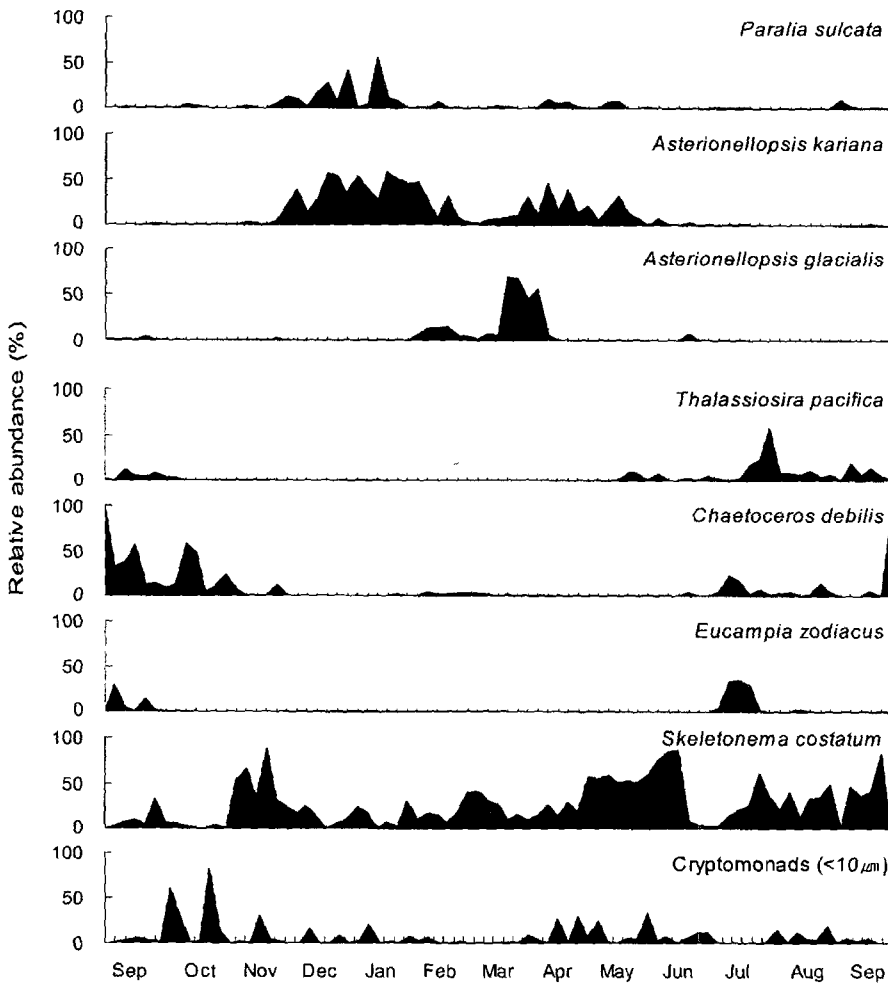 Relative abundance (%)
Paralia sulcata
100
50
0
Asterionellopsis kariana
100
50
0
Asterionellopsis glacialis
100
50
0
Thalassiosira pacifica
100
50
0
Chaetoceros debilis
100
50
0
Eucampia zodiacus
100
50
0
Skeletonema costatum
100
50
0
Cryptomonads (<10㎛)
100
50
0
Sep Oct Nov Dec Jan Feb Mar Apr May Jun Jul Aug Sep